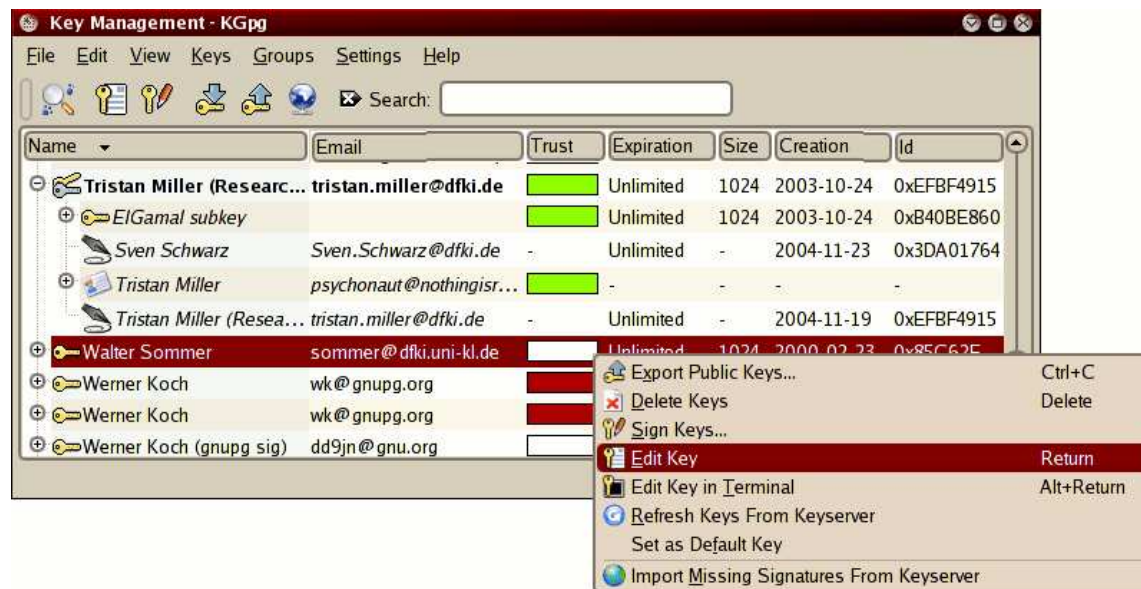 Key Management - KGpg
File Edit View Keys Groups Settings Help
Search:
Name Email Trust Expiration Size Creation Id
Tristan Miller (Researc... tristan.miller@dfki.de Unlimited 1024 2003-10-24 0xEFBF4915
ElGamal subkey Unlimited 1024 2003-10-24 0xB40BE860
Sven Schwarz Sven.Schwarz@dfki.de - Unlimited - 2004-11-23 0x3DA01764
Tristan Miller psychonaut@nothingisr... - - - -
Tristan Miller (Resea... tristan.miller@dfki.de - Unlimited - 2004-11-19 0xEFBF4915
Walter Sommer sommer@dfki.uni-kl.de Unlimited 1024 2000-02-23
Werner Koch wk@gnupg.org
Werner Koch wk@gnupg.org
Werner Koch (gnupg sig) dd9jn@gnu.org
Export Public Keys... Ctrl+C
Delete Keys Delete
Sign Keys...
Edit Key Return
Edit Key in Terminal Alt+Return
Refresh Keys From Keyserver
Set as Default Key
Import Missing Signatures From Keyserver